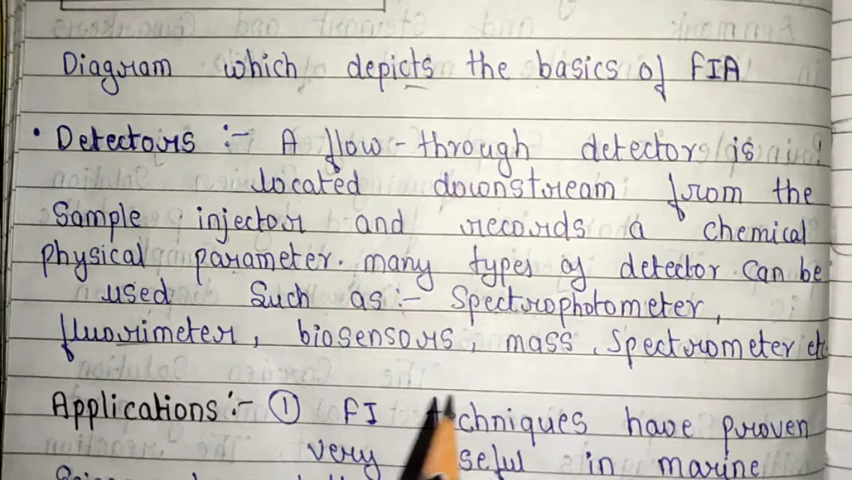 Diagram which depicts the basics of FIA
• Detectors :- A flow-through detector is
located downstream from the
Sample injector and records a chemical
physical parameter. many types of detector can be
used Such as :- Spectrophotometer,
fluorimeter, biosensors, mass Spectrometer etc
Applications :- ① FI techniques have proven
very in marine